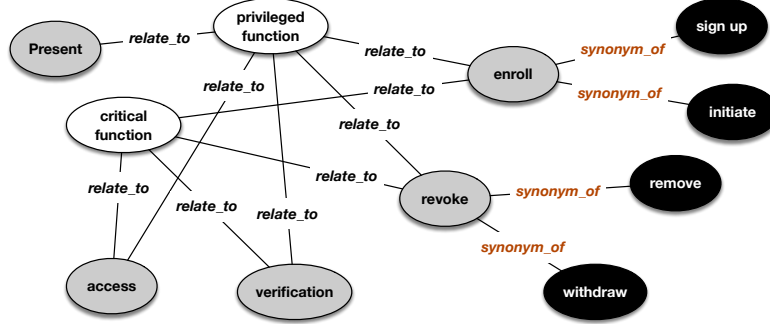 privileged
function
sign up
Present
relate_to
relate_to
synonym_of
enroll
relate_to
relate_to
synonym_of
initiate
critical
function
relate_to
relate_to
relate_to
synonym_of
remove
revoke
relate_to
relate_to
synonym_of
access
verification
withdraw